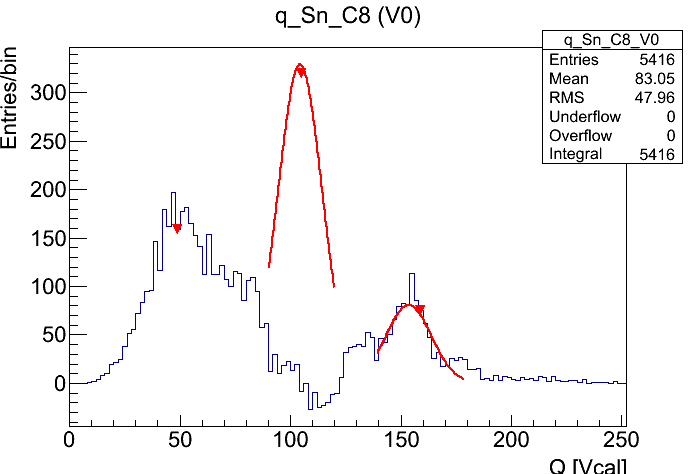 q_Sn_C8 (V0)
q_Sn_C8_V0
Entries 5416
Mean 83.05
RMS 47.96
Underflow 0
Overflow 0
Integral 5416
Entries/bin
300
250
200
150
100
50
0
0 50 100 150 200 250
Q [Vcal]